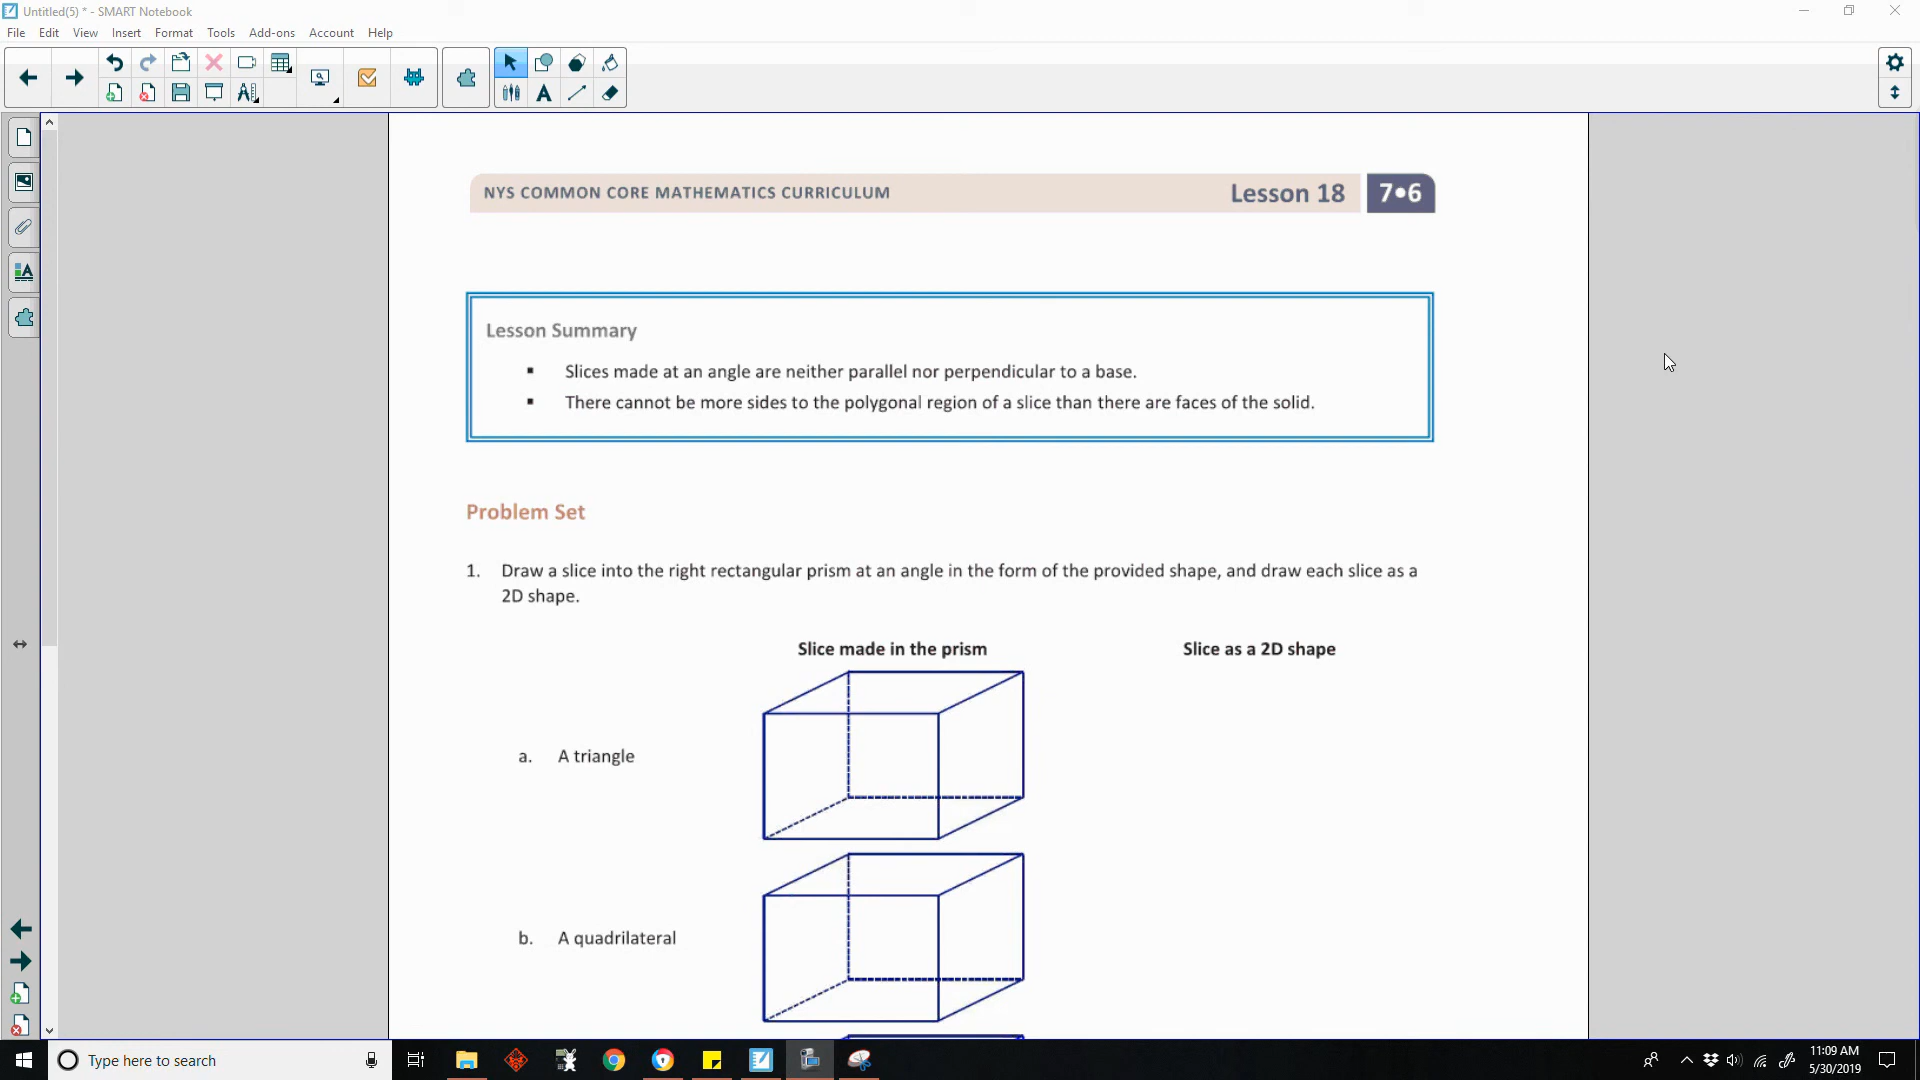 Untitled(5) * - SMART Notebook
File Edit View Insert Format Tools Add-ons Account Help
NYS COMMON CORE MATHEMATICS CURRICULUM Lesson 18 7•6
Lesson Summary
▪ Slices made at an angle are neither parallel nor perpendicular to a base.
▪ There cannot be more sides to the polygonal region of a slice than there are faces of the solid.
Problem Set
1. Draw a slice into the right rectangular prism at an angle in the form of the provided shape, and draw each slice as a
2D shape.
Slice made in the prism Slice as a 2D shape
a. A triangle
b. A quadrilateral
Type here to search
11:09 AM
5/30/2019